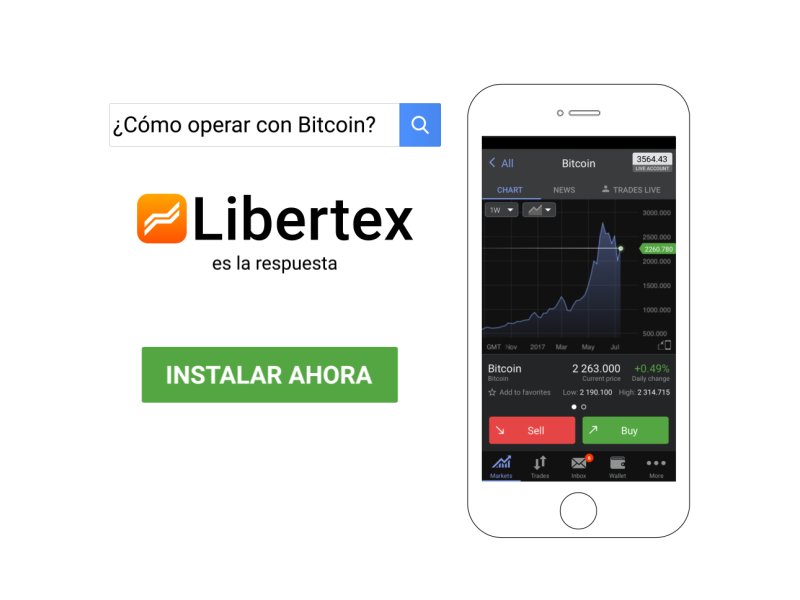 ¿Cómo operar con Bitcoin?
Libertex
es la respuesta
INSTALAR AHORA
All
Bitcoin
3564.43
LIVE ACCOUNT
CHART NEWS TRADES LIVE
1W
3000.000
2500.000
2260.780
2000.000
1000.000
500.000
GMT Nov 2017 Mar May Jul
Bitcoin 2 263.000 +0.49%
Bitcoin Current price Daily change
Add to favorites Low: 2 190.100 High: 2 314.715
Sell Buy
6
Markets Trades Inbox Wallet More